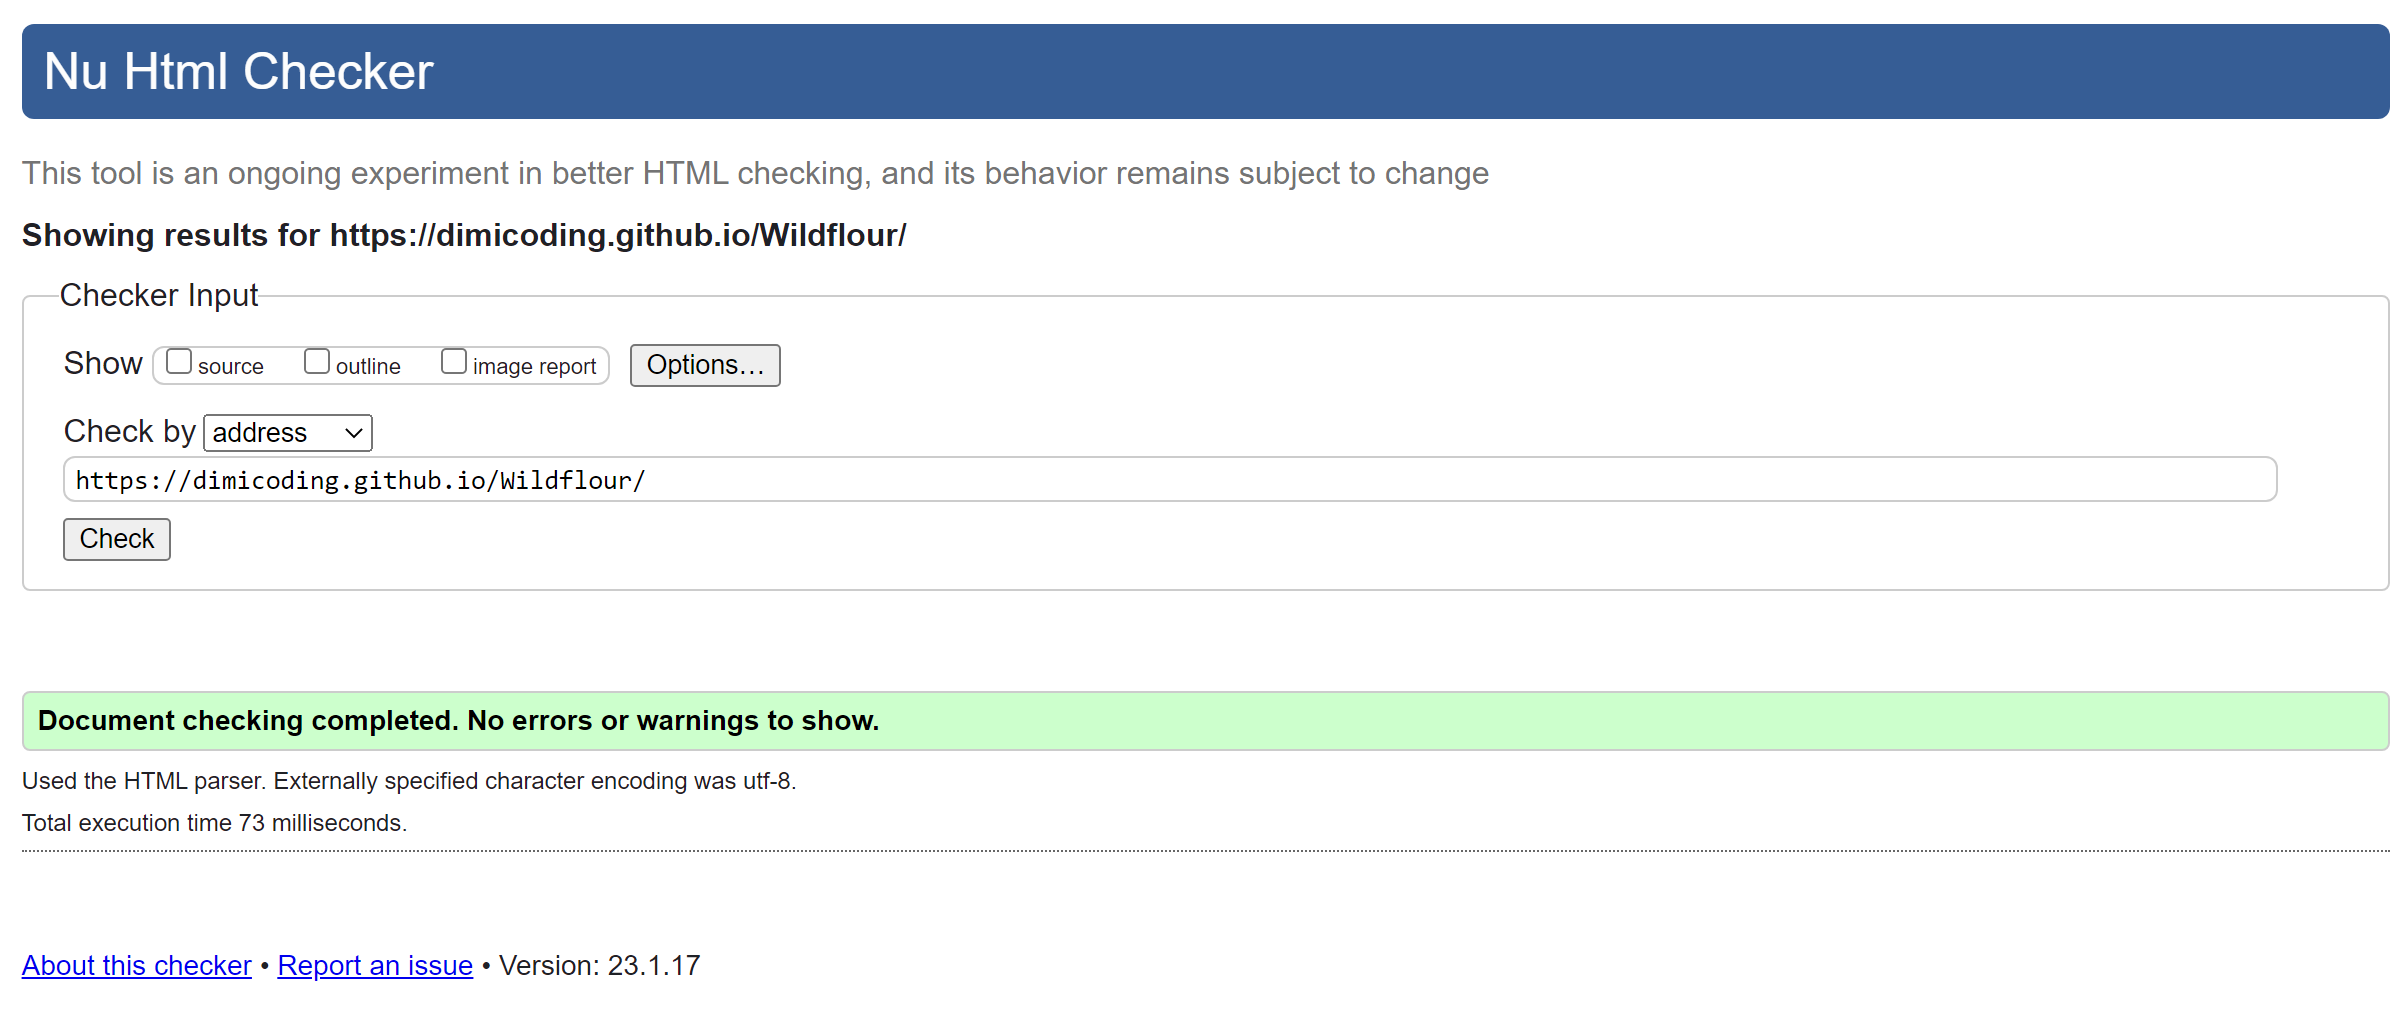 Nu Html Checker
This tool is an ongoing experiment in better HTML checking, and its behavior remains subject to change
Showing results for https://dimicoding.github.io/Wildflour/
Checker Input
Show source outline image report Options...
Check by address
https://dimicoding.github.io/Wildflour/
Check
Document checking completed. No errors or warnings to show.
Used the HTML parser. Externally specified character encoding was utf-8.
Total execution time 73 milliseconds.
About this checker • Report an issue • Version: 23.1.17